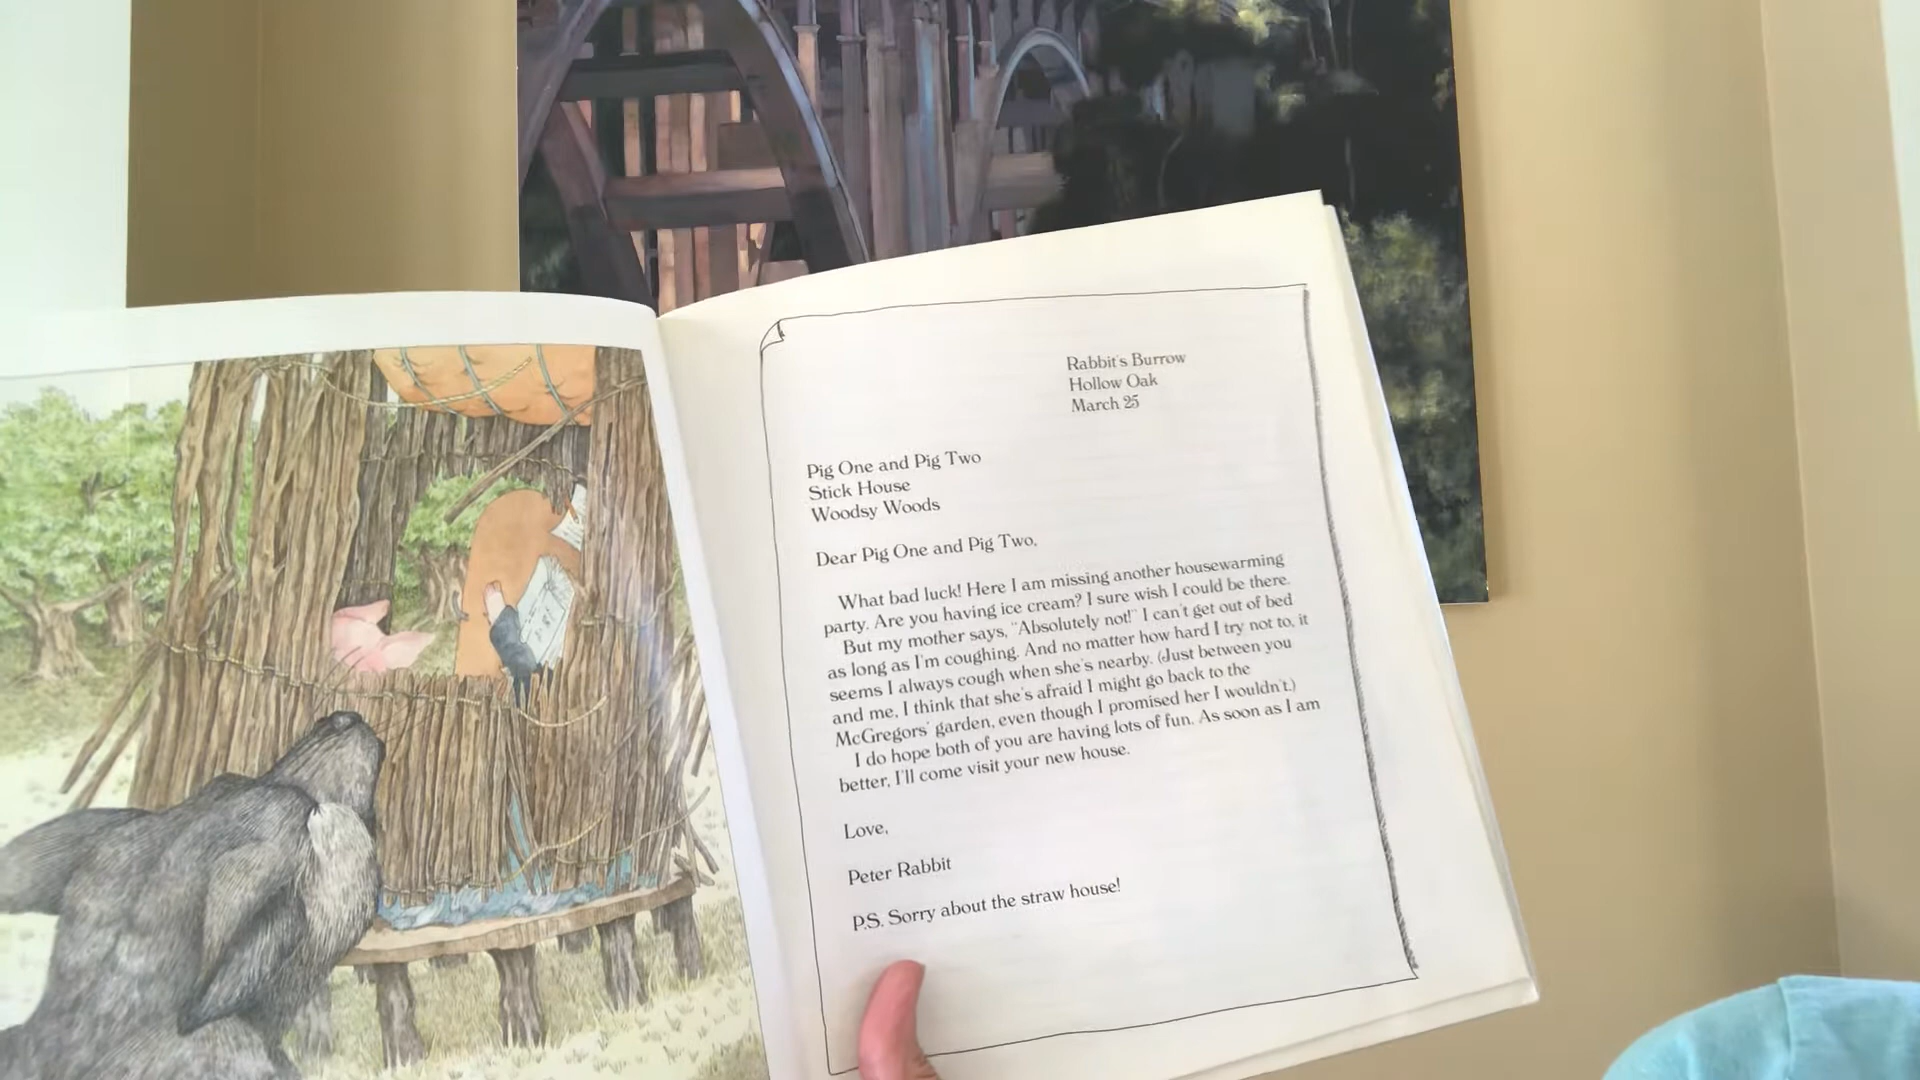 Rabbit's Burrow
Hollow Oak
March 25
Pig One and Pig Two
Stick House
Woodsy Woods
Dear Pig One and Pig Two,
What bad luck! Here I am missing another housewarming
party. Are you having ice cream? I sure wish I could be there.
But my mother says, "Absolutely not!" I can't get out of bed
as long as I'm coughing. And no matter how hard I try not to, it
seems I always cough when she's nearby. (Just between you
and me, I think that she's afraid I might go back to the
McGregors' garden, even though I promised her I wouldn't.)
I do hope both of you are having lots of fun. As soon as I am
better, I'll come visit your new house.
Love,
Peter Rabbit
P.S. Sorry about the straw house!